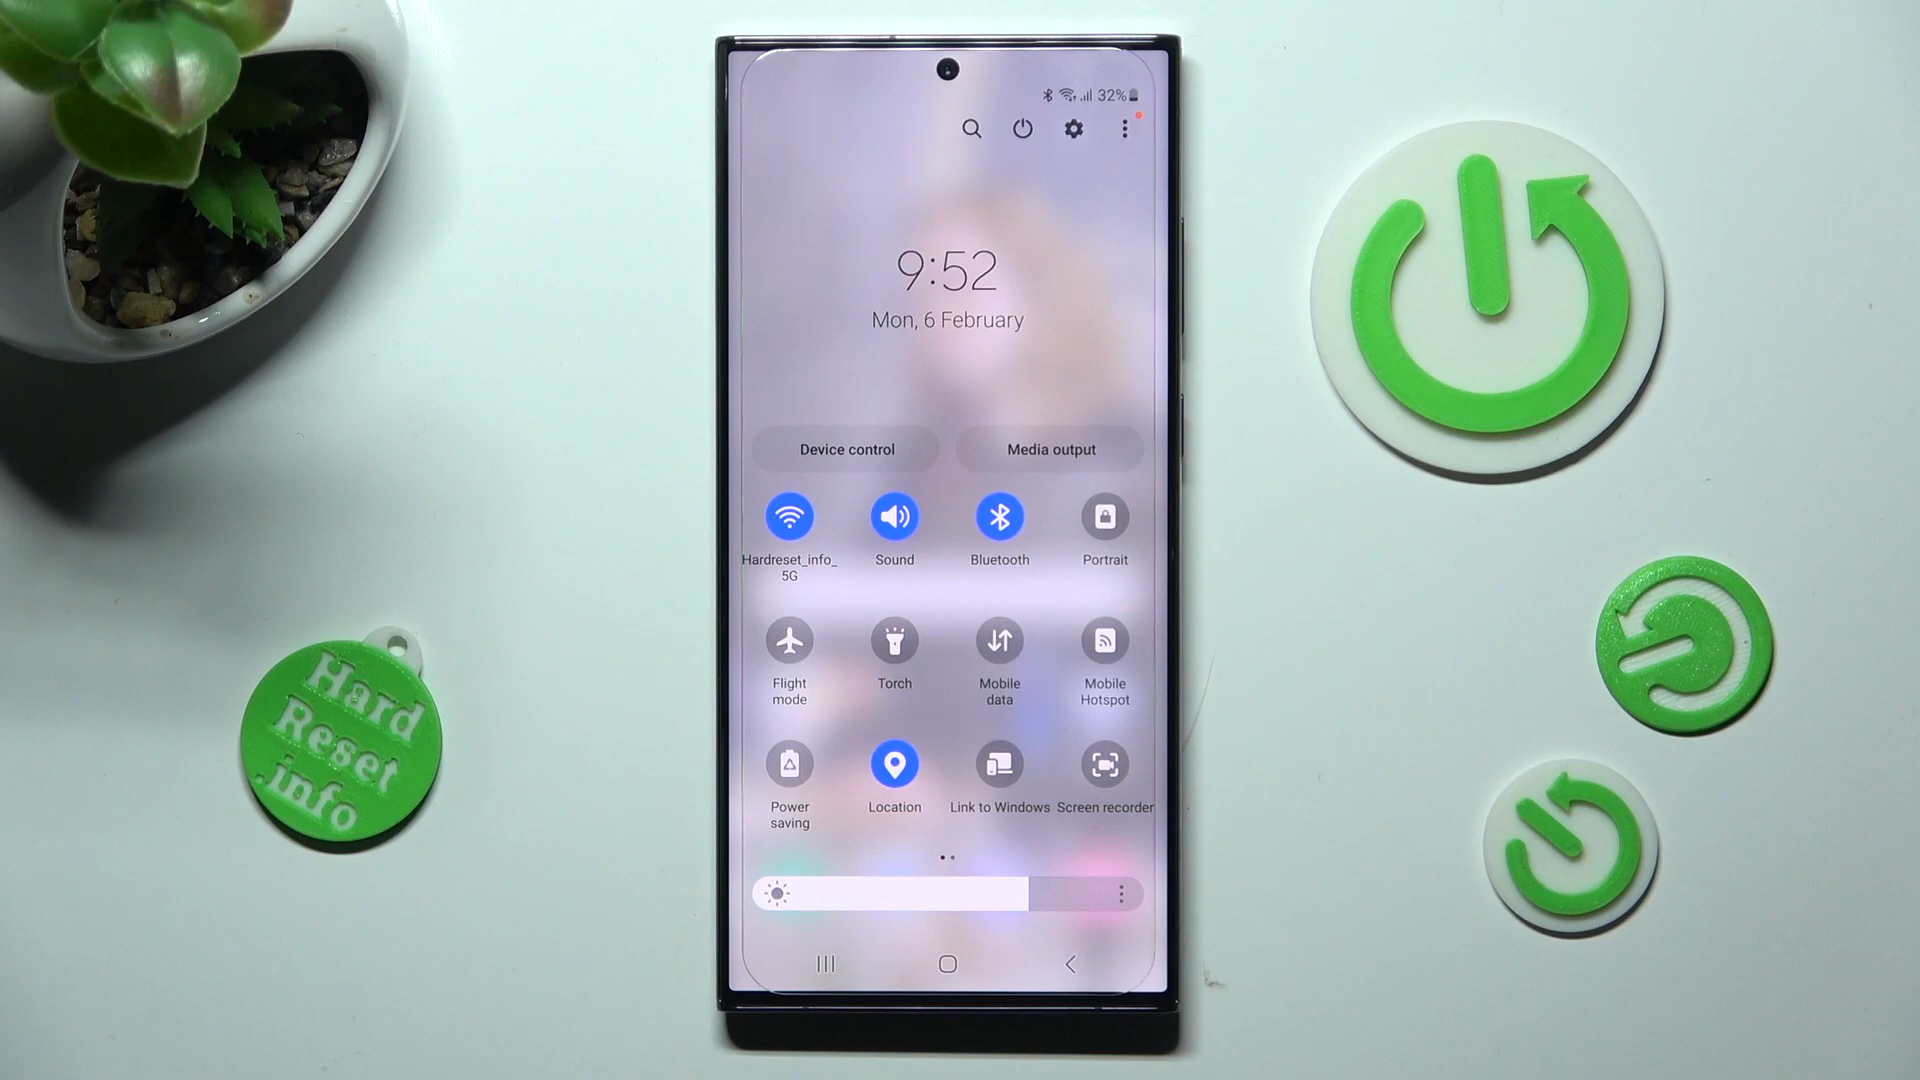 32%
9:52
Mon, 6 February
Device control
Media output
Hardreset_info_
5G
Sound
Bluetooth
Portrait
Flight
mode
Torch
Mobile
data
Mobile
Hotspot
Power
saving
Location
Link to Windows
Screen recorder
Hard
Reset
.info